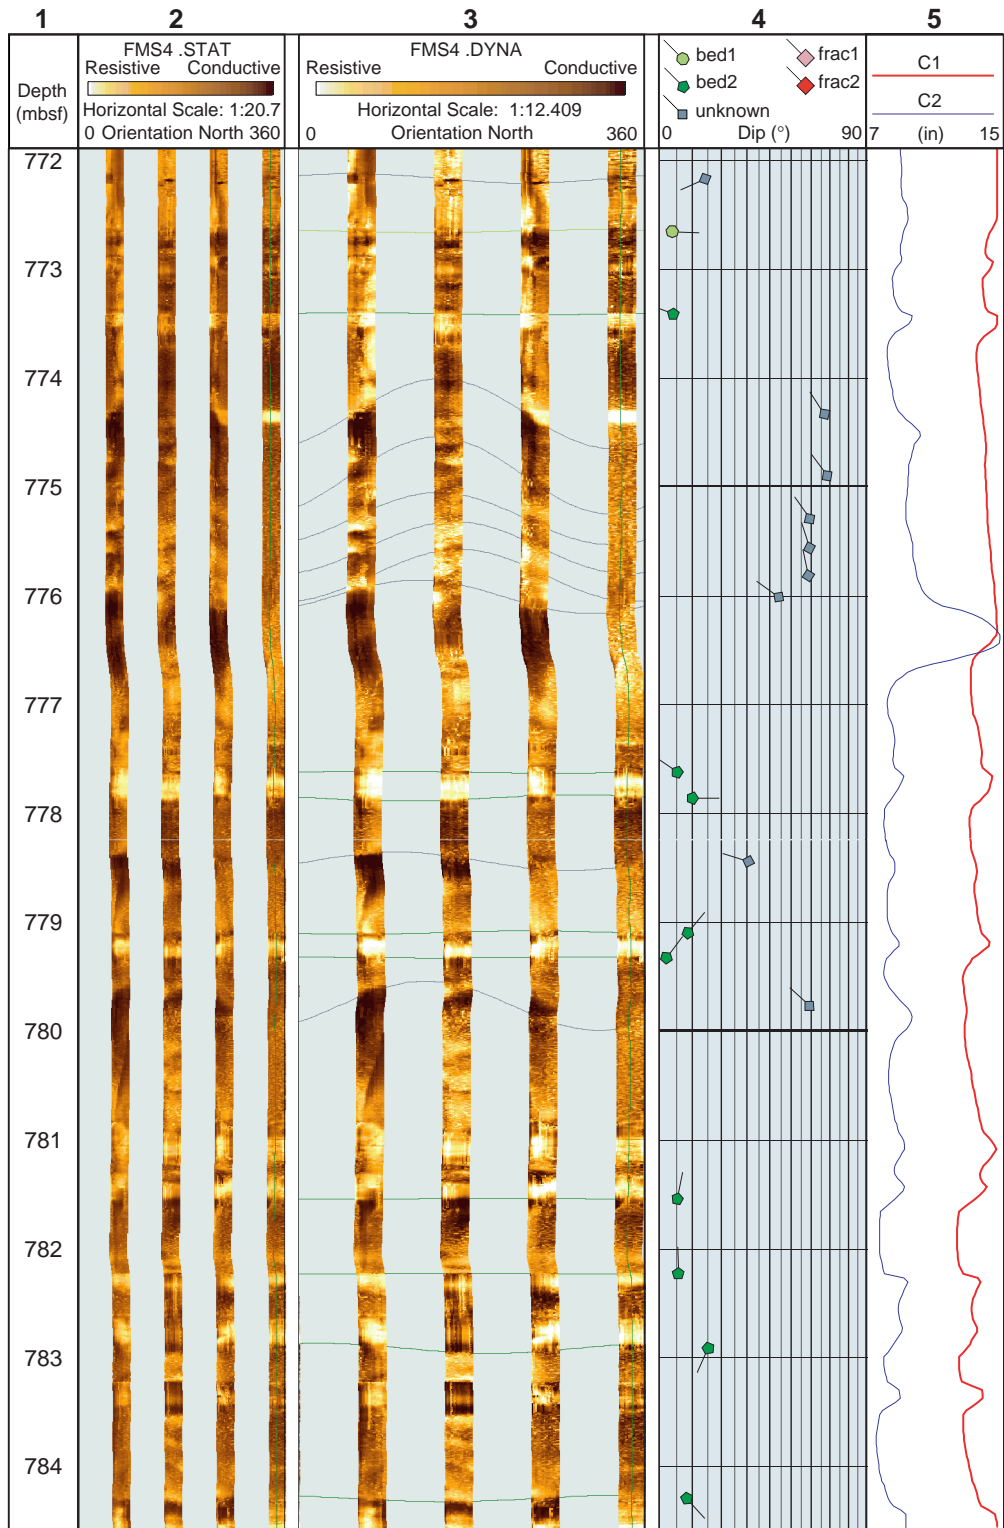 1 2 3 4 5
Depth
(mbsf)
FMS4 .STAT
Resistive Conductive
Horizontal Scale: 1:20.7
0 Orientation North 360
FMS4 .DYNA
Resistive Conductive
Horizontal Scale: 1:12.409
0 Orientation North 360
bed1 frac1
bed2 frac2
unknown
0 Dip (°) 90
C1
C2
7 (in) 15
772
773
774
775
776
777
778
779
780
781
782
783
784